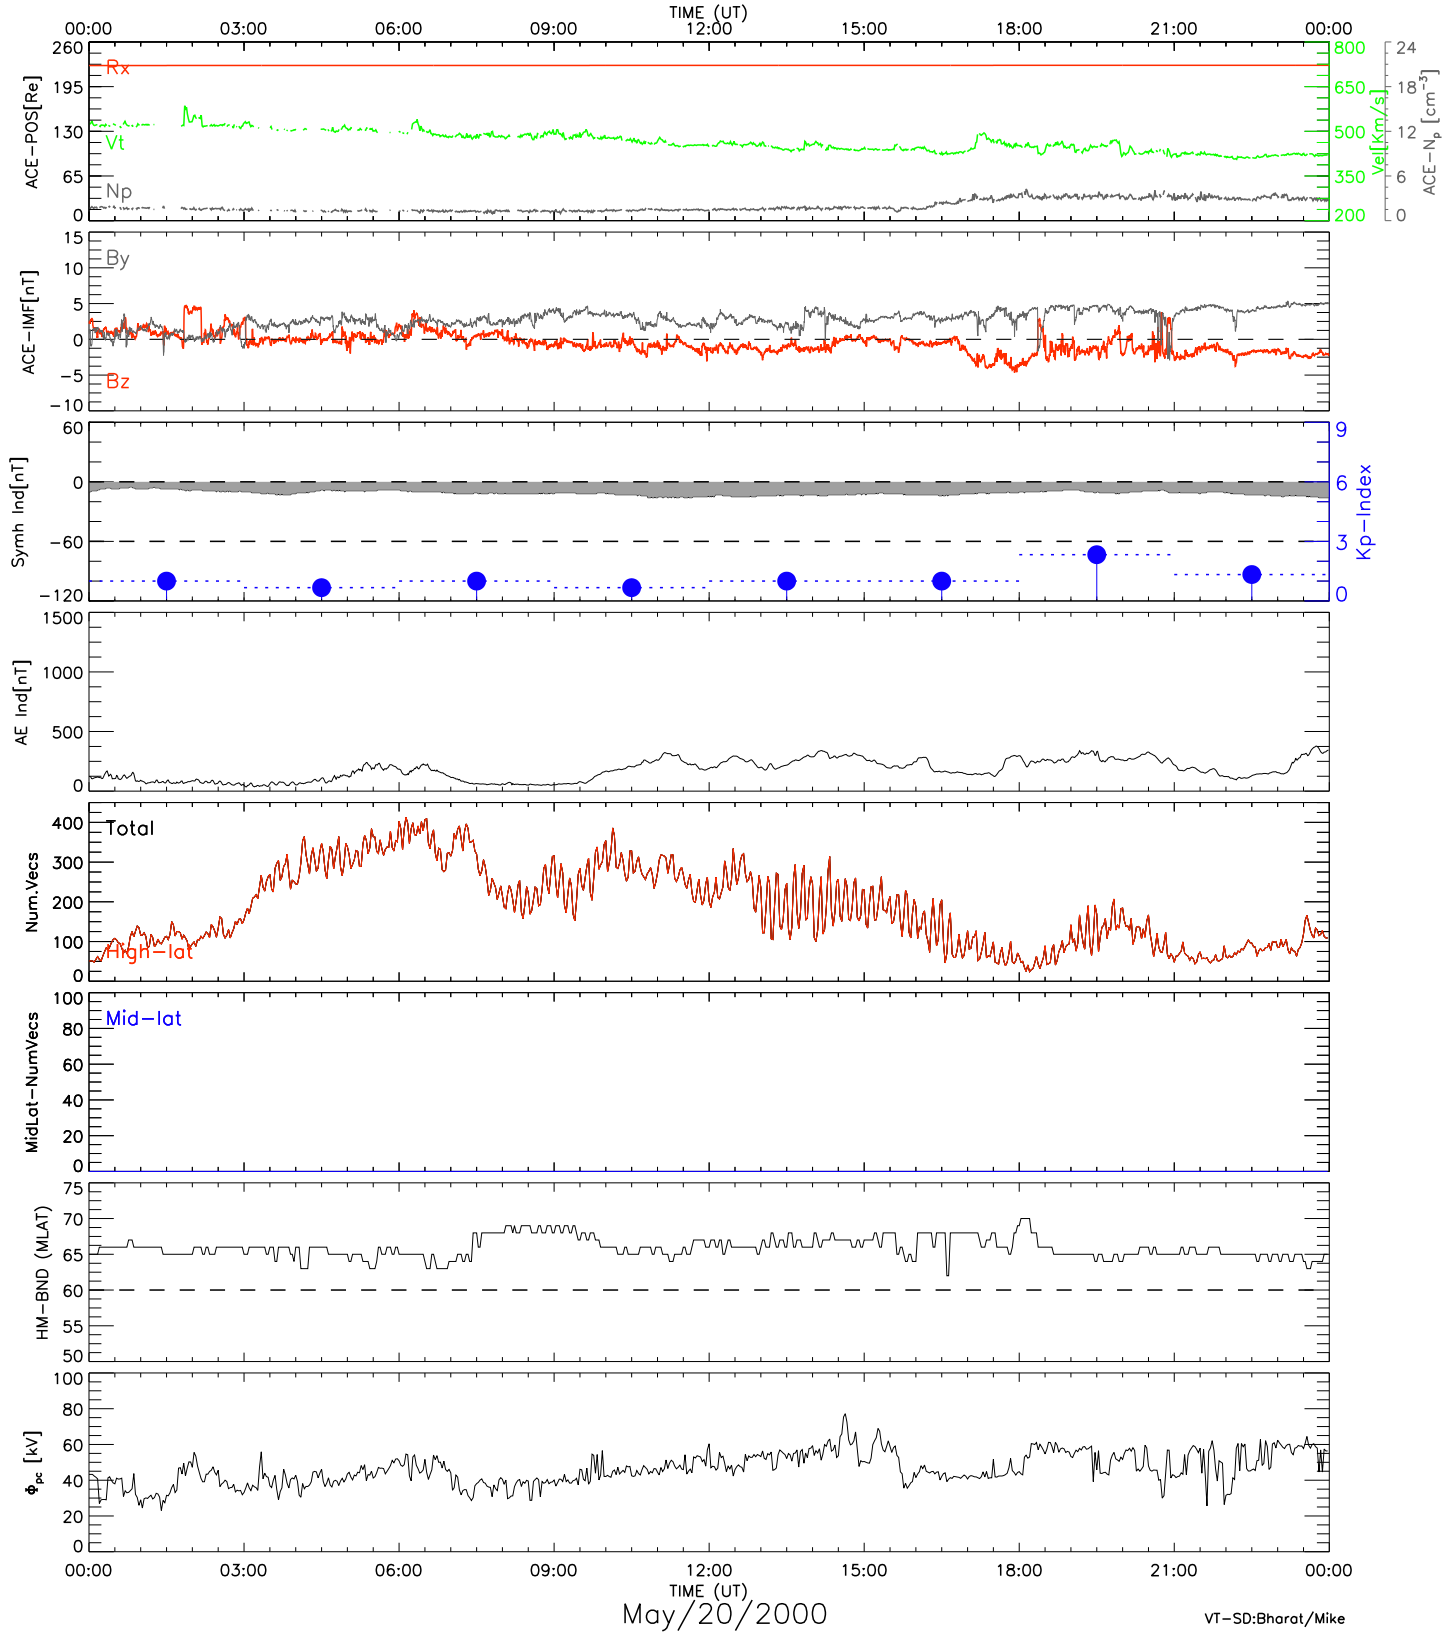 TIME (UT)
00:00 03:00 06:00 09:00 12:00 15:00 18:00 21:00 00:00
ACE-POS[Re]
260
195
130
65
0
Rx
Vt
Np
800
650
500
350
200
Vel[Km/s]
24
18
12
6
0
ACE-Np [cm⁻³]
ACE-IMF[nT]
15
10
5
0
-5
-10
By
Bz
Symh Ind[nT]
60
0
-60
-120
9
6
3
0
Kp-Index
AE Ind[nT]
1500
1000
500
0
Num.Vecs
400
300
200
100
0
Total
High-lat
MidLat-NumVecs
100
80
60
40
20
0
Mid-lat
HM-BND (MLAT)
75
70
65
60
55
50
Φpc [kV]
100
80
60
40
20
0
00:00 03:00 06:00 09:00 12:00 15:00 18:00 21:00 00:00
TIME (UT)
May/20/2000
VT-SD:Bharat/Mike